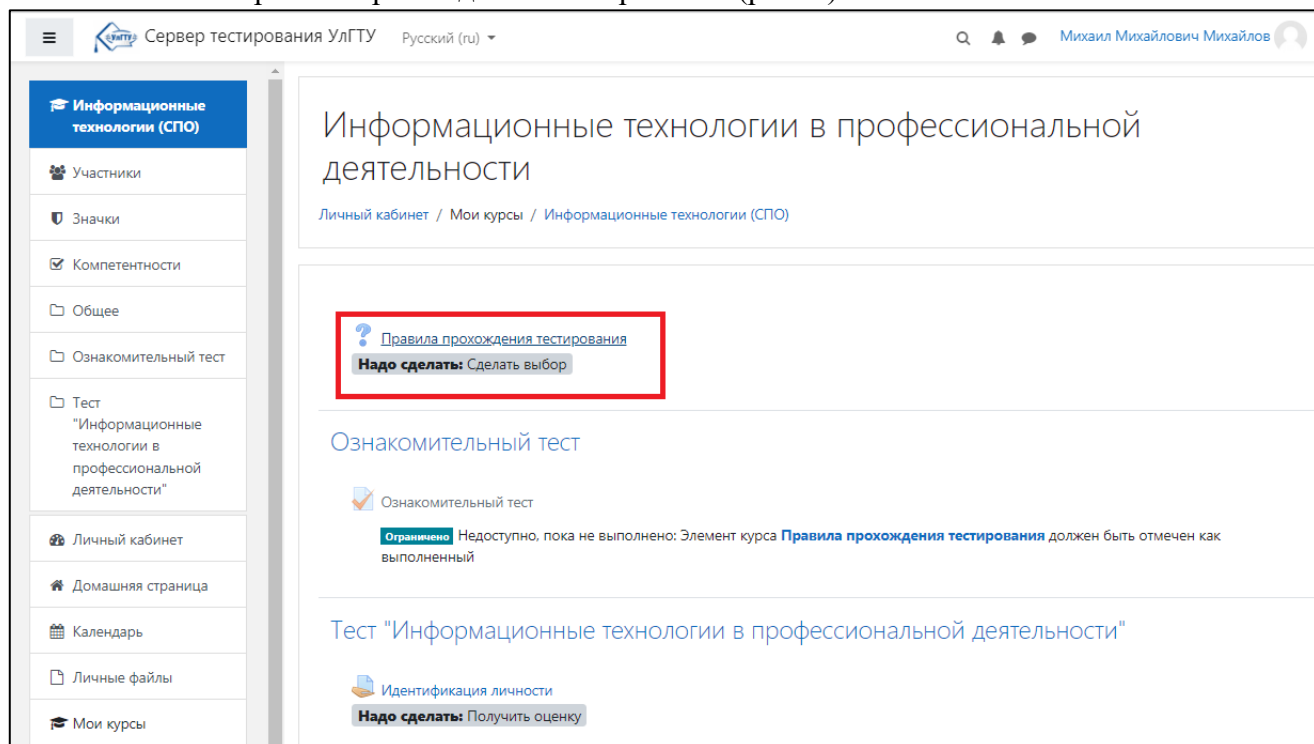 Сервер тестирования УлГТУ Русский (ru) Михаил Михайлович Михайлов
Информационные
технологии (СПО)
Участники
Значки
Компетентности
Общее
Ознакомительный тест
Тест
"Информационные
технологии в
профессиональной
деятельности"
Личный кабинет
Домашняя страница
Календарь
Личные файлы
Мои курсы
Информационные технологии в профессиональной
деятельности
Личный кабинет / Мои курсы / Информационные технологии (СПО)
Правила прохождения тестирования
Надо сделать: Сделать выбор
Ознакомительный тест
Ознакомительный тест
Ограничено Недоступно, пока не выполнено: Элемент курса Правила прохождения тестирования должен быть отмечен как
выполненный
Тест "Информационные технологии в профессиональной деятельности"
Идентификация личности
Надо сделать: Получить оценку